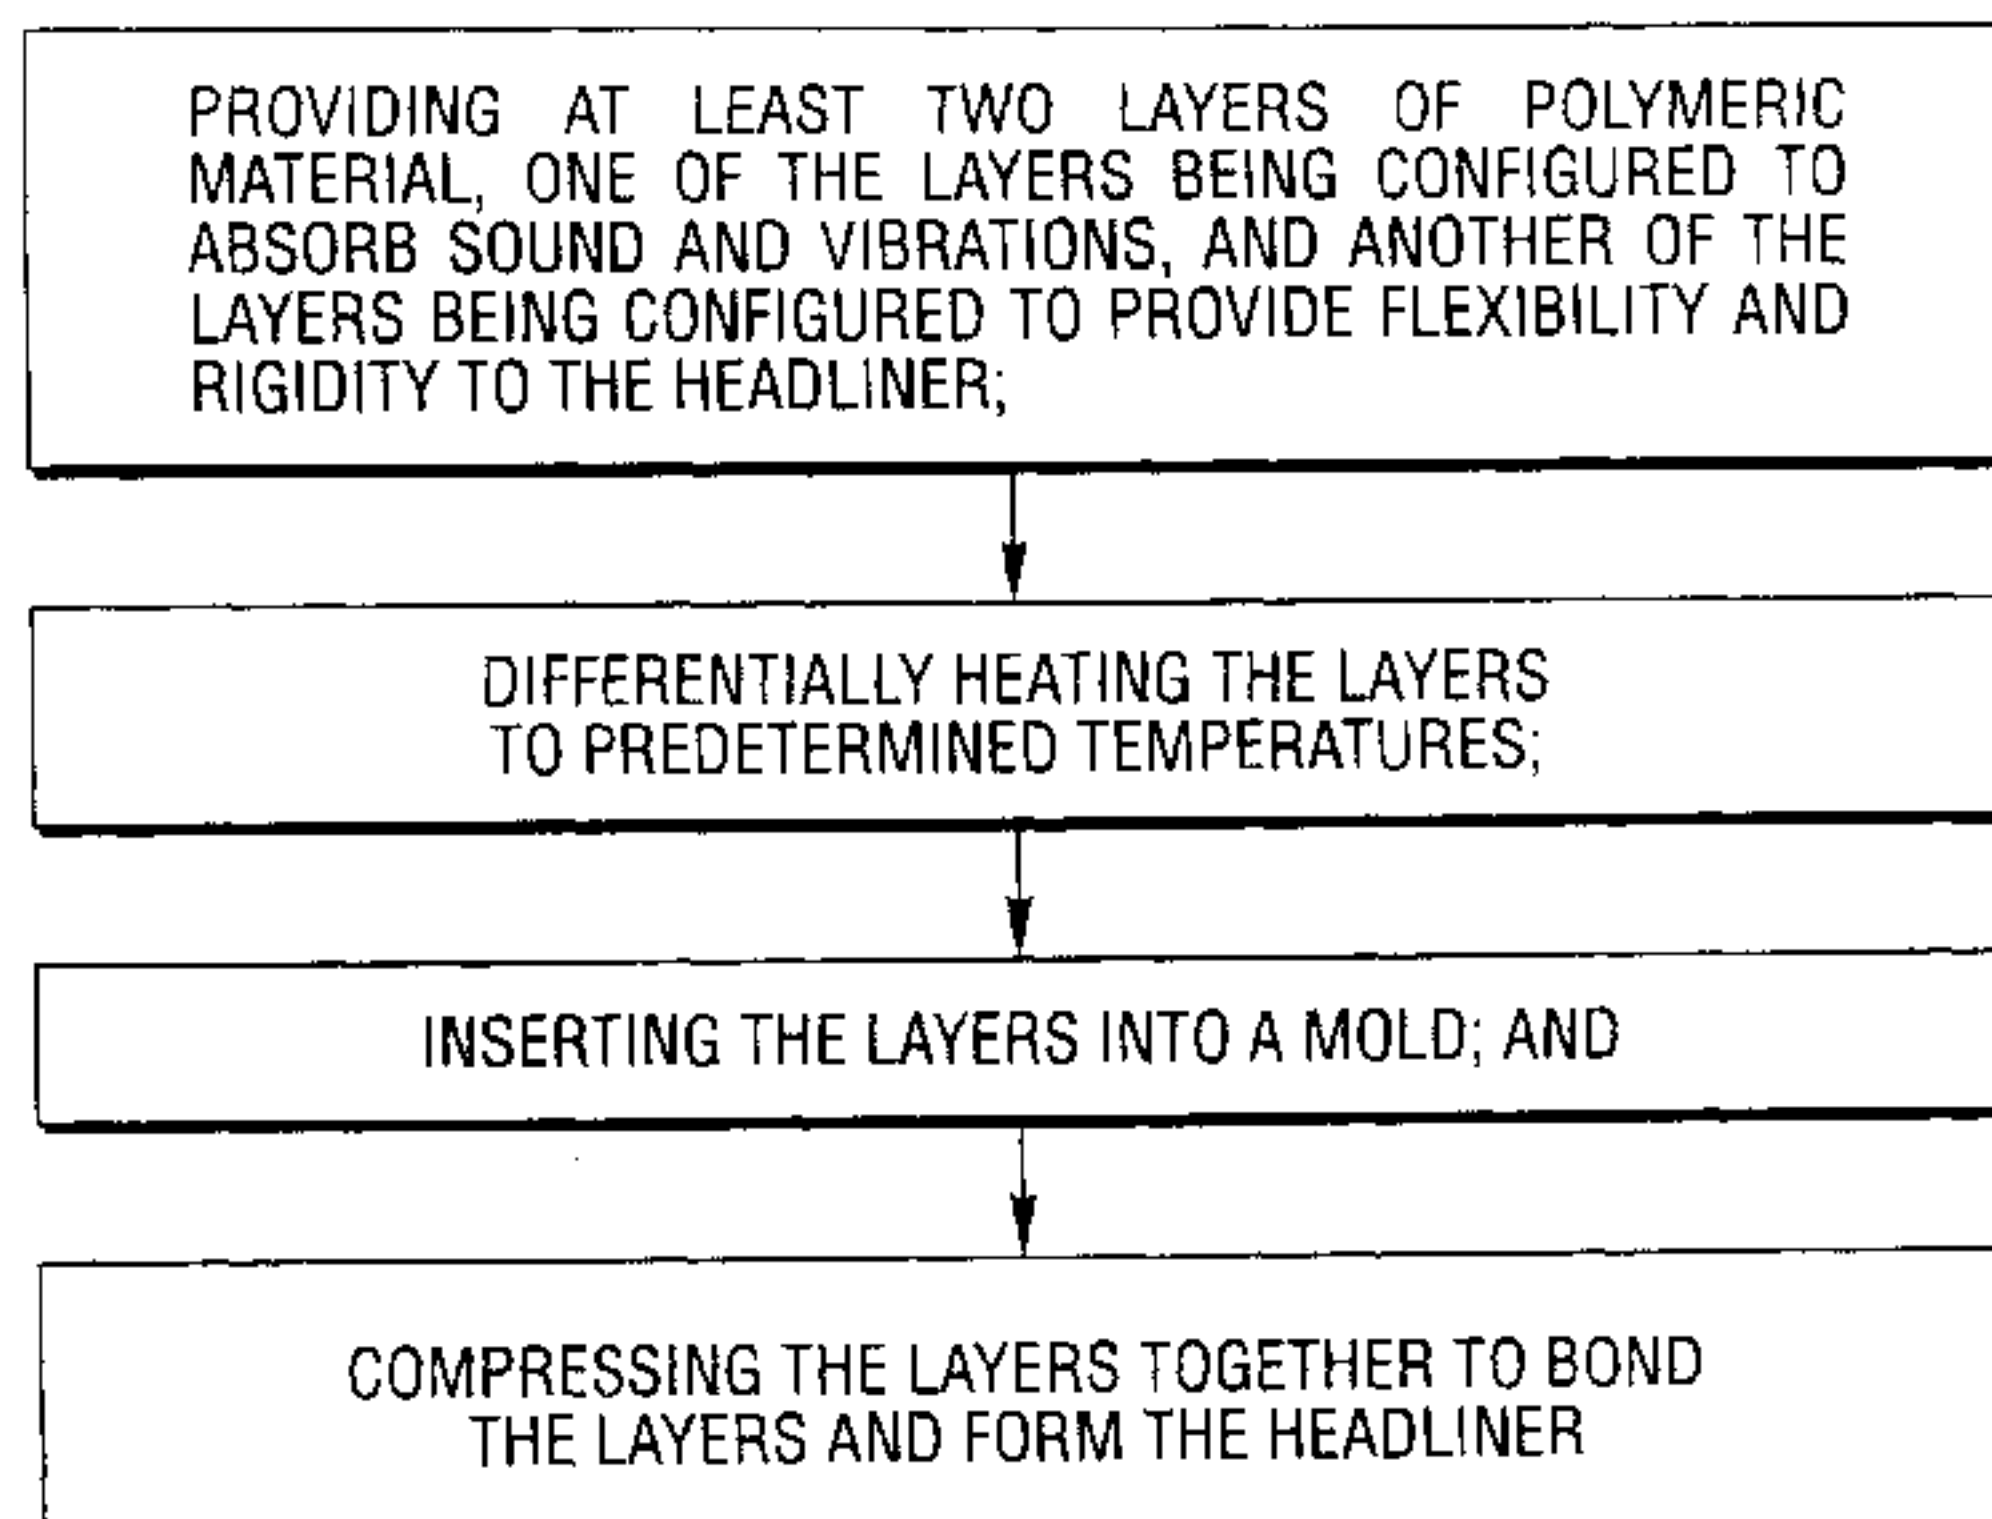 PROVIDING AT LEAST TWO LAYERS OF POLYMERIC
MATERIAL, ONE OF THE LAYERS BEING CONFIGURED TO
ABSORB SOUND AND VIBRATIONS, AND ANOTHER OF THE
LAYERS BEING CONFIGURED TO PROVIDE FLEXIBILITY AND
RIGIDITY TO THE HEADLINER;
DIFFERENTIALLY HEATING THE LAYERS
TO PREDETERMINED TEMPERATURES;
INSERTING THE LAYERS INTO A MOLD; AND
COMPRESSING THE LAYERS TOGETHER TO BOND
THE LAYERS AND FORM THE HEADLINER